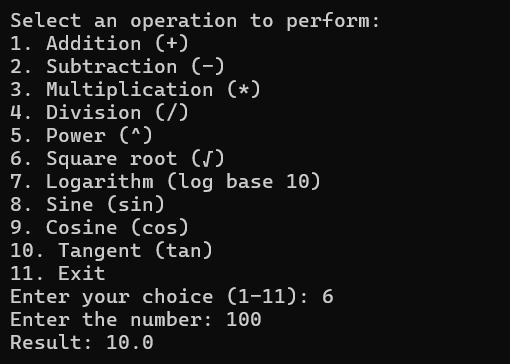 Select an operation to perform:
1. Addition (+)
2. Subtraction (-)
3. Multiplication (*)
4. Division (/)
5. Power (^)
6. Square root (√)
7. Logarithm (log base 10)
8. Sine (sin)
9. Cosine (cos)
10. Tangent (tan)
11. Exit
Enter your choice (1-11): 6
Enter the number: 100
Result: 10.0